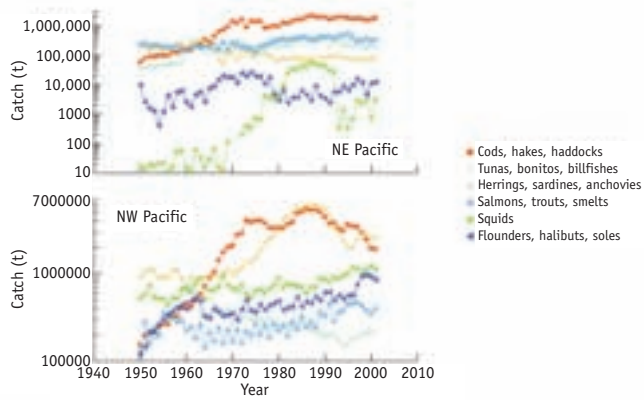 1,000,000
100,000
10,000
1000
100
10
Catch (t)
NE Pacific
7000000
1000000
100000
Catch (t)
NW Pacific
1940 1950 1960 1970 1980 1990 2000 2010
Year
Cods, hakes, haddocks
Tunas, bonitos, billfishes
Herrings, sardines, anchovies
Salmons, trouts, smelts
Squids
Flounders, halibuts, soles